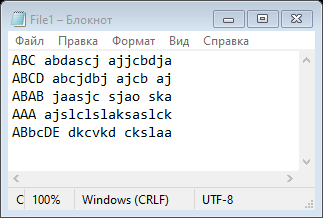 File1 – Блокнот
Файл Правка Формат Вид Справка
ABC abdascj ajjcbdja
ABCD abcjdbj ajcb aj
ABAB jaasjc sjao ska
AAA ajslclslaksaslck
ABbcDE dkcvkd ckslaa
С 100% Windows (CRLF) UTF-8